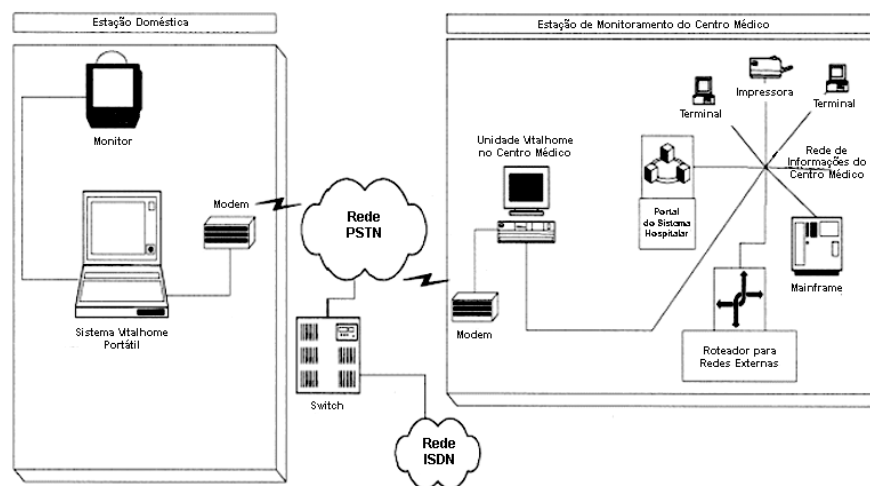 Estação Doméstica
Monitor
Modem
Sistema Vitalhome
Portátil
Rede
PSTN
Switch
Rede
ISDN
Estação de Monitoramento do Centro Médico
Terminal
Impressora
Terminal
Unidade Vitalhome
no Centro Médico
Rede de
Informações do
Centro Médico
Portal
do Sistema
Hospitalar
Mainframe
Modem
Roteador para
Redes Externas